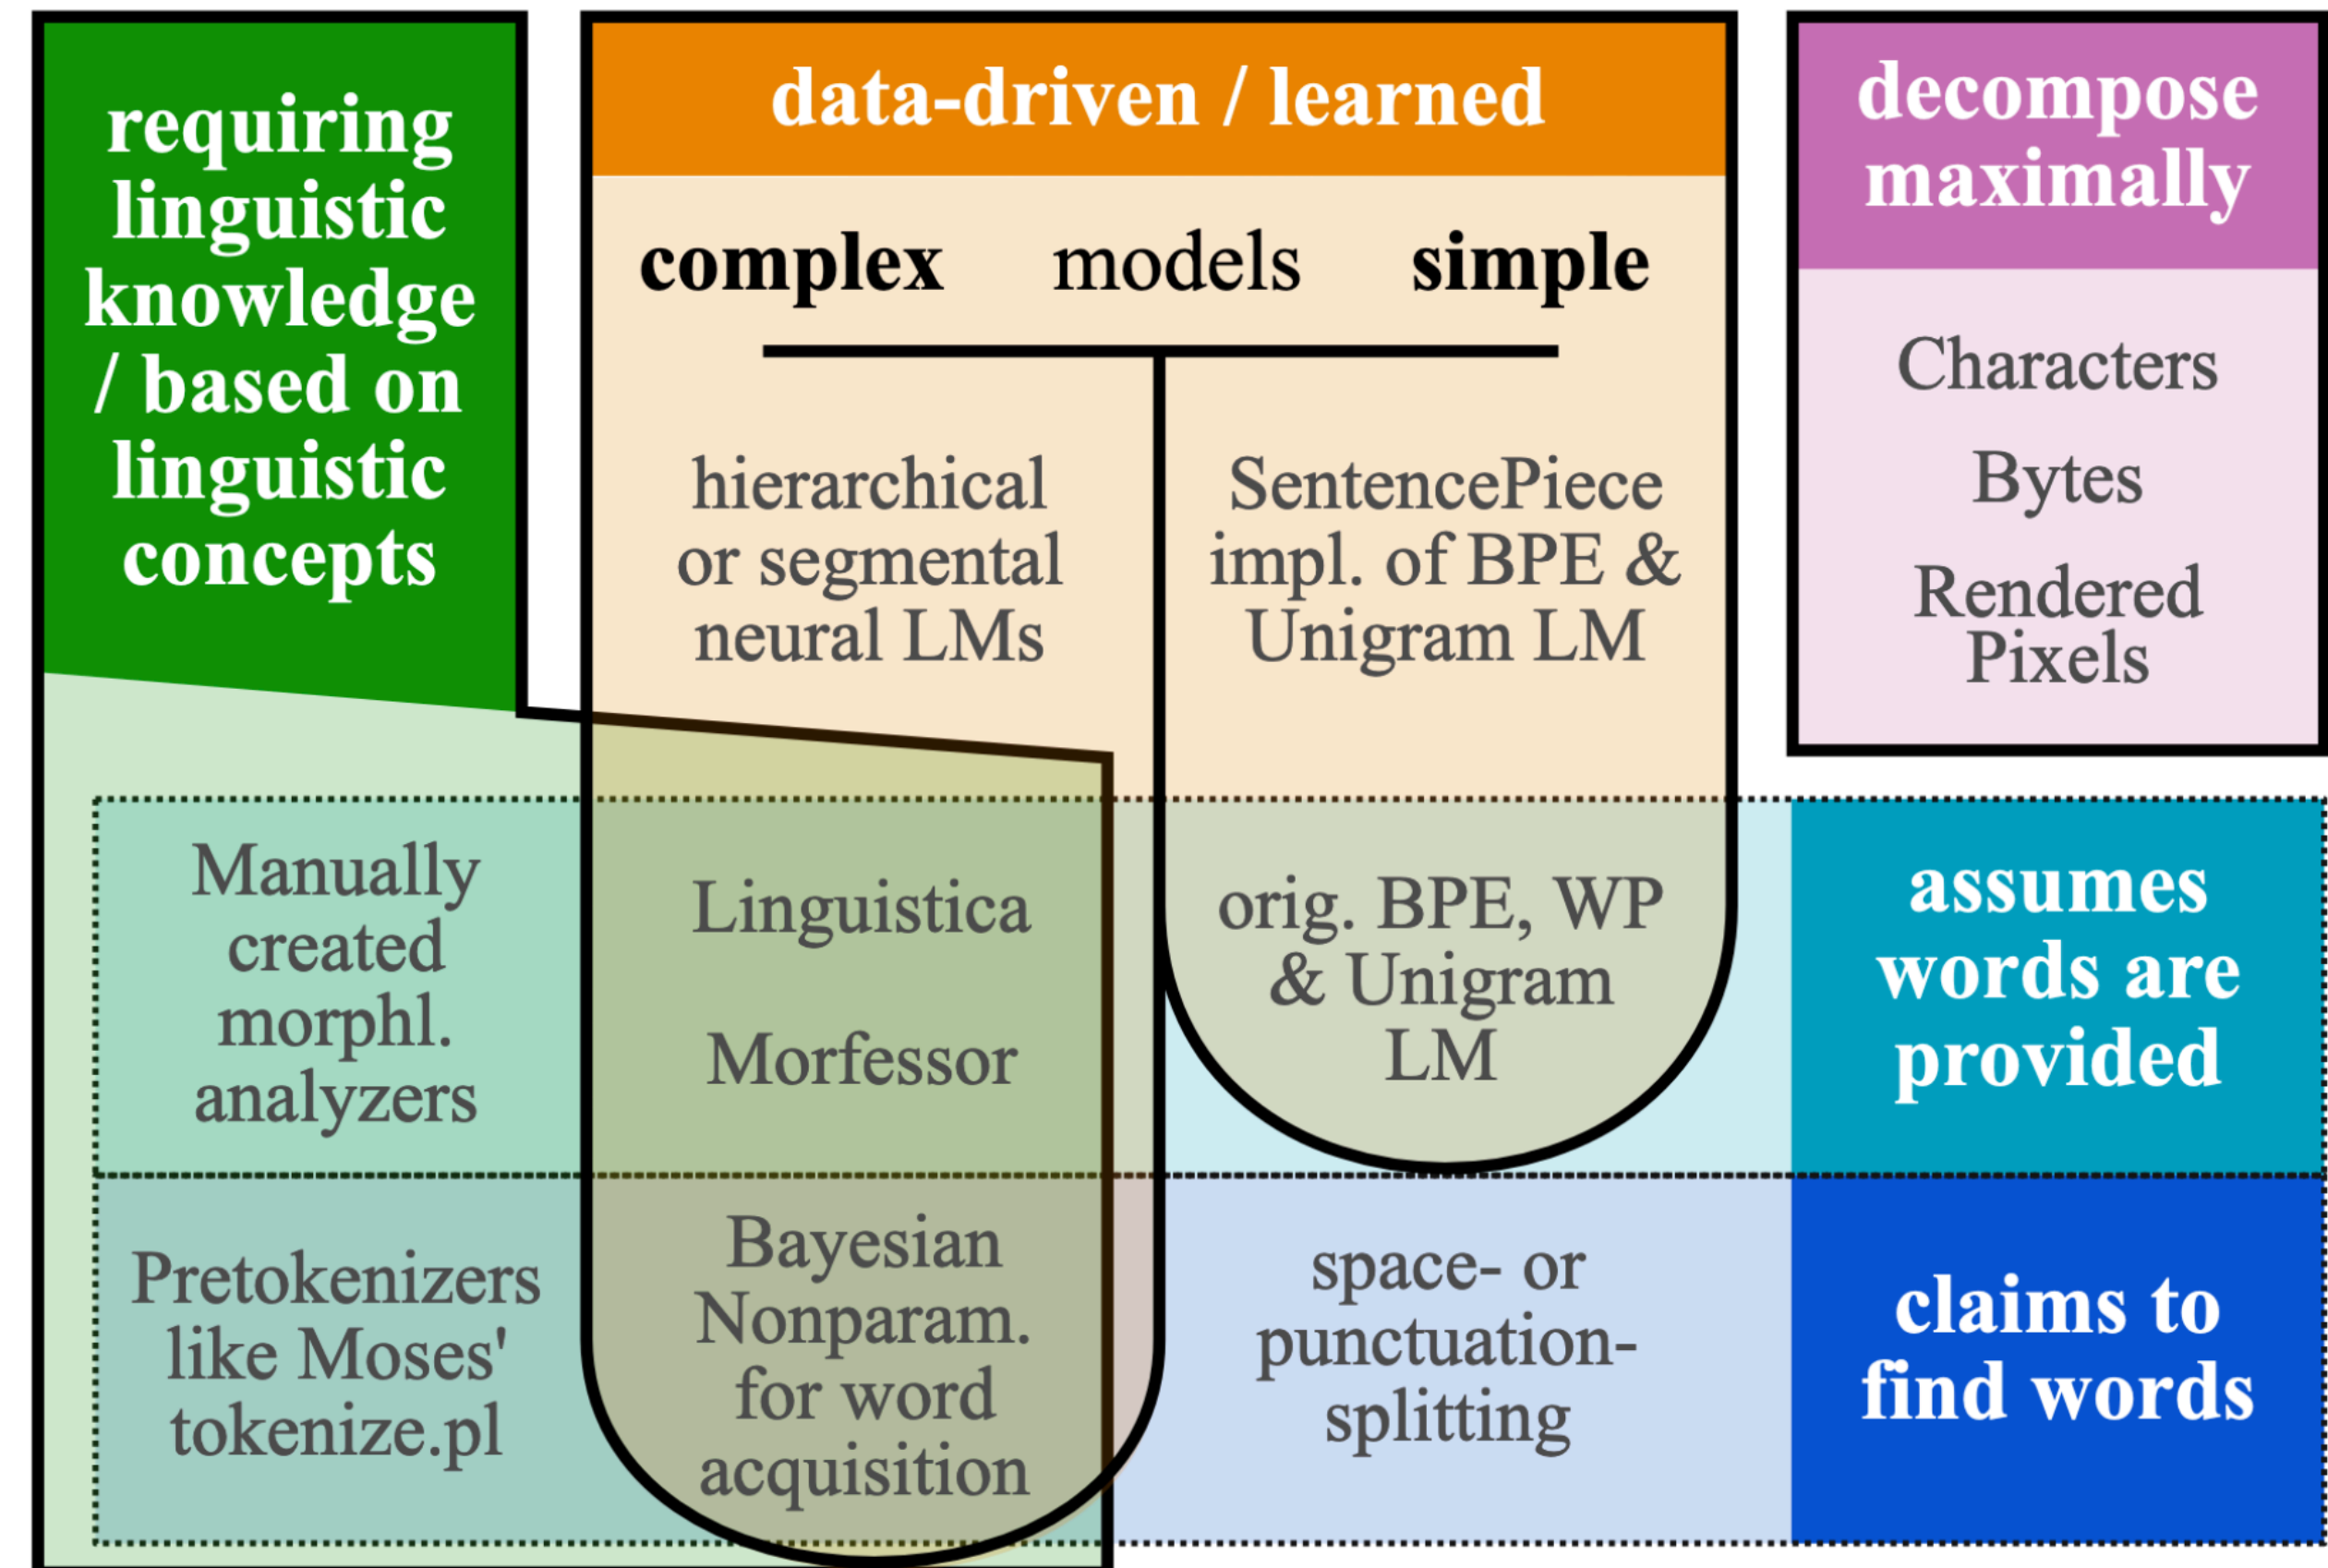 requiring
linguistic
knowledge
/ based on
linguistic
concepts
data-driven / learned
complex models simple
hierarchical
or segmental
neural LMs
SentencePiece
impl. of BPE &
Unigram LM
decompose
maximally
Characters
Bytes
Rendered
Pixels
Manually
created
morphl.
analyzers
Linguistica
Morfessor
orig. BPE, WP
& Unigram
LM
assumes
words are
provided
Pretokenizers
like Moses'
tokenize.pl
Bayesian
Nonparam.
for word
acquisition
space- or
punctuation-
splitting
claims to
find words